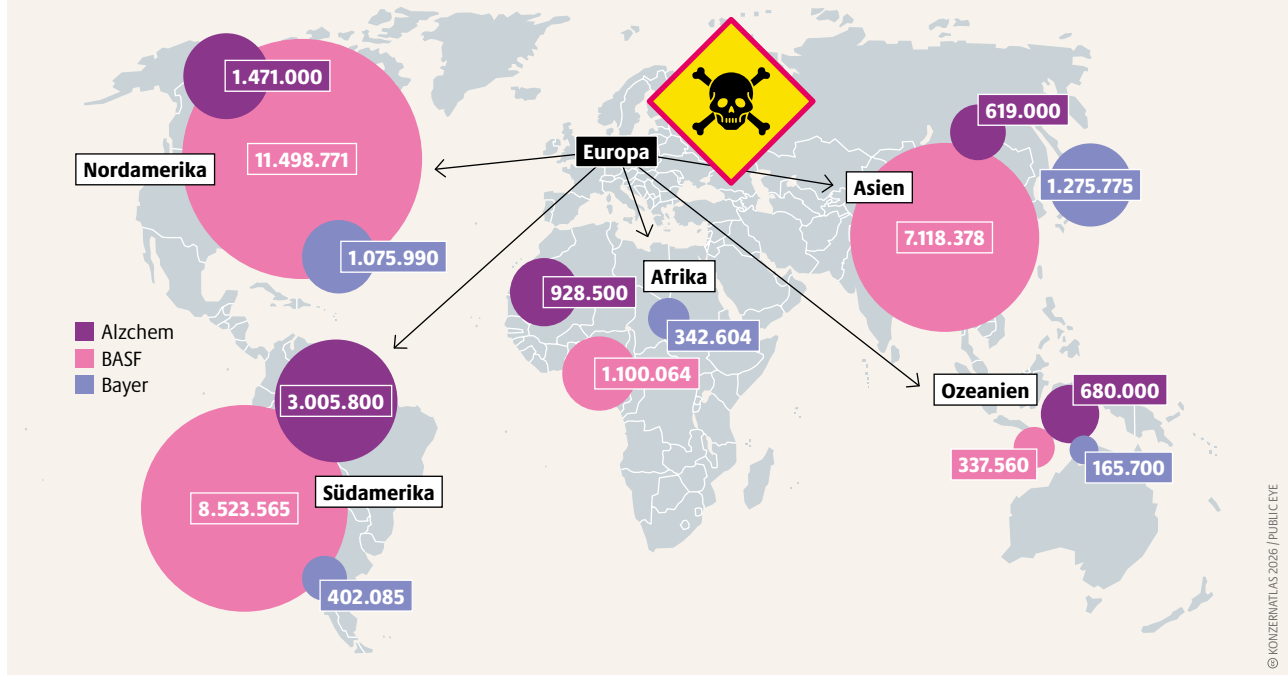 1.471.000
11.498.771
Nordamerika
1.075.990
Europa
619.000
Asien
1.275.775
7.118.378
Afrika
928.500
342.604
1.100.064
Alzchem
BASF
Bayer
3.005.800
Südamerika
8.523.565
402.085
Ozeanien
680.000
337.560
165.700
cc KONZERNATLAS 2026 / PUBLIC EYE